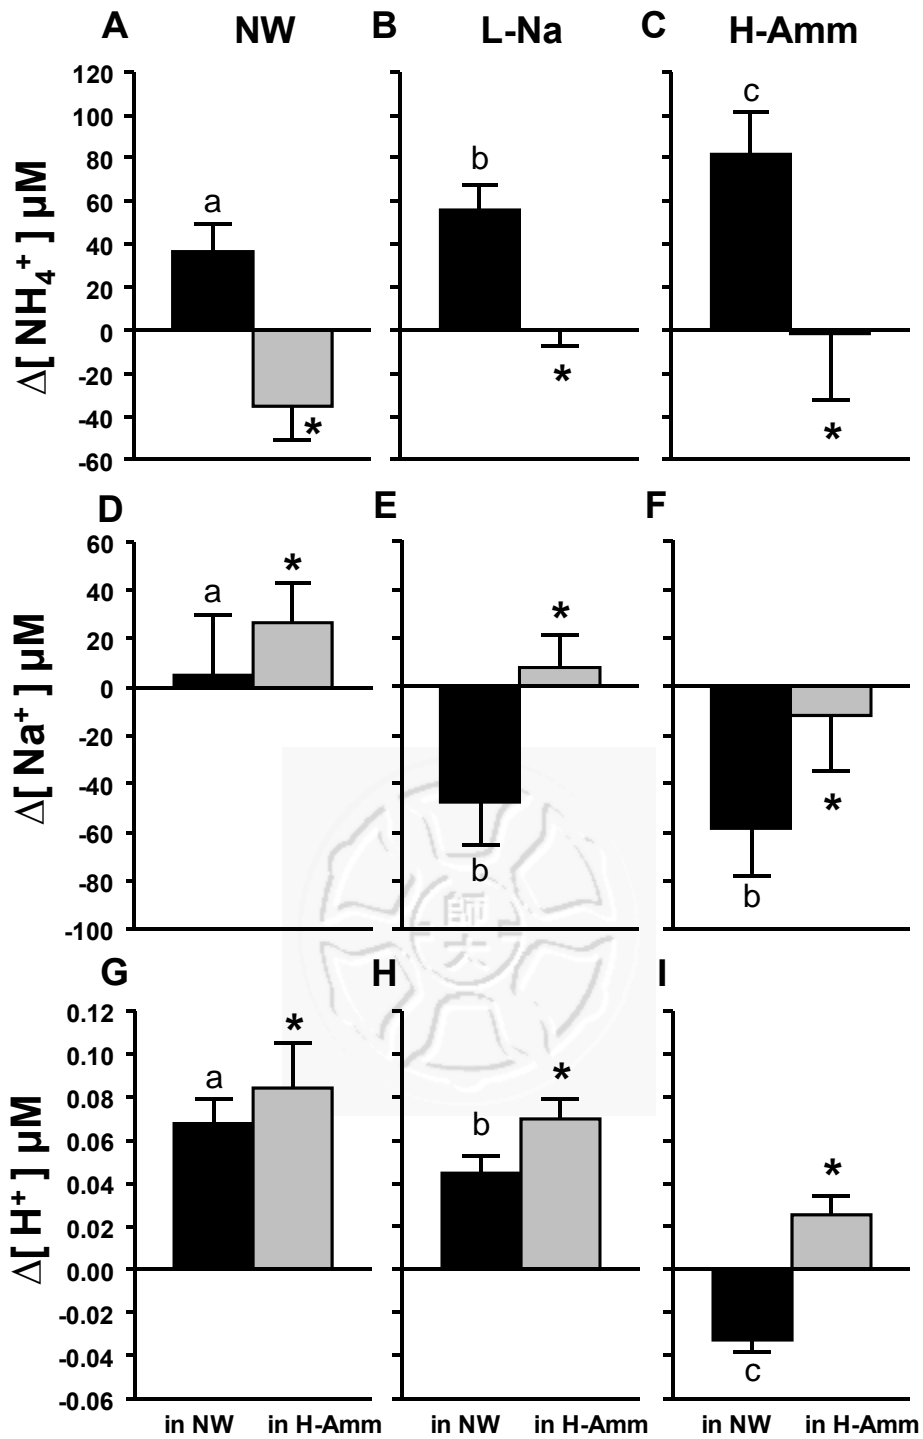 A NW B L-Na C H-Amm
Δ[ NH₄⁺ ] μM
120
100
80
60
40
20
0
-20
-40
-60
a
*
b
*
c
*
D E F
Δ[ Na⁺ ] μM
60
40
20
0
-20
-40
-60
-80
-100
a
*
b
*
b
*
師大
G H I
Δ[ H⁺ ] μM
0.12
0.10
0.08
0.06
0.04
0.02
0.00
-0.02
-0.04
-0.06
a
*
b
*
c
*
in NW in H-Amm in NW in H-Amm in NW in H-Amm